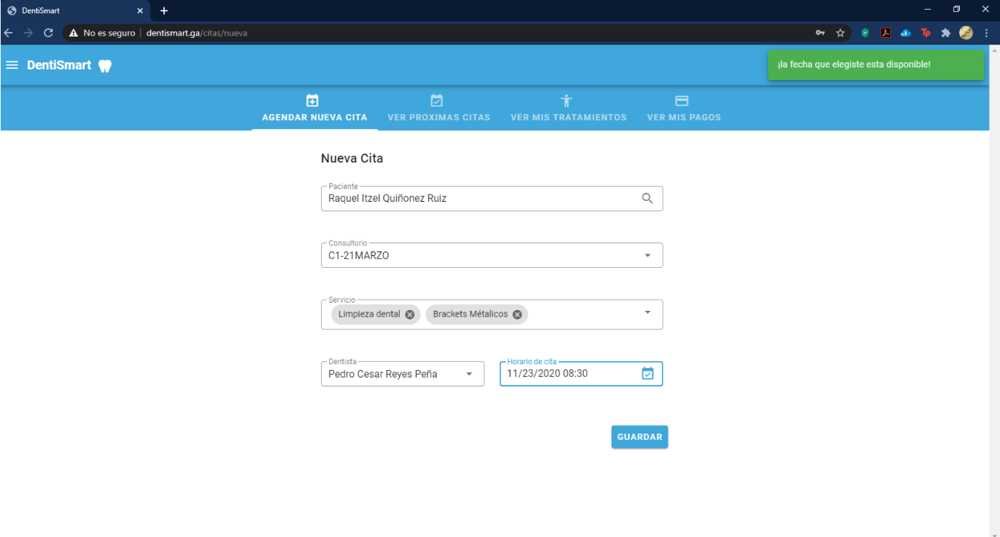 DentiSmart
No es seguro dentismart.ga/citas/nueva
DentiSmart
¡la fecha que elegiste esta disponible!
AGENDAR NUEVA CITA VER PROXIMAS CITAS VER MIS TRATAMIENTOS VER MIS PAGOS
Nueva Cita
Paciente
Raquel Itzel Quiñonez Ruiz
Consultorio
C1-21MARZO
Servicio
Limpieza dental Brackets Métalicos
Dentista
Pedro Cesar Reyes Peña
Horario de cita
11/23/2020 08:30
GUARDAR